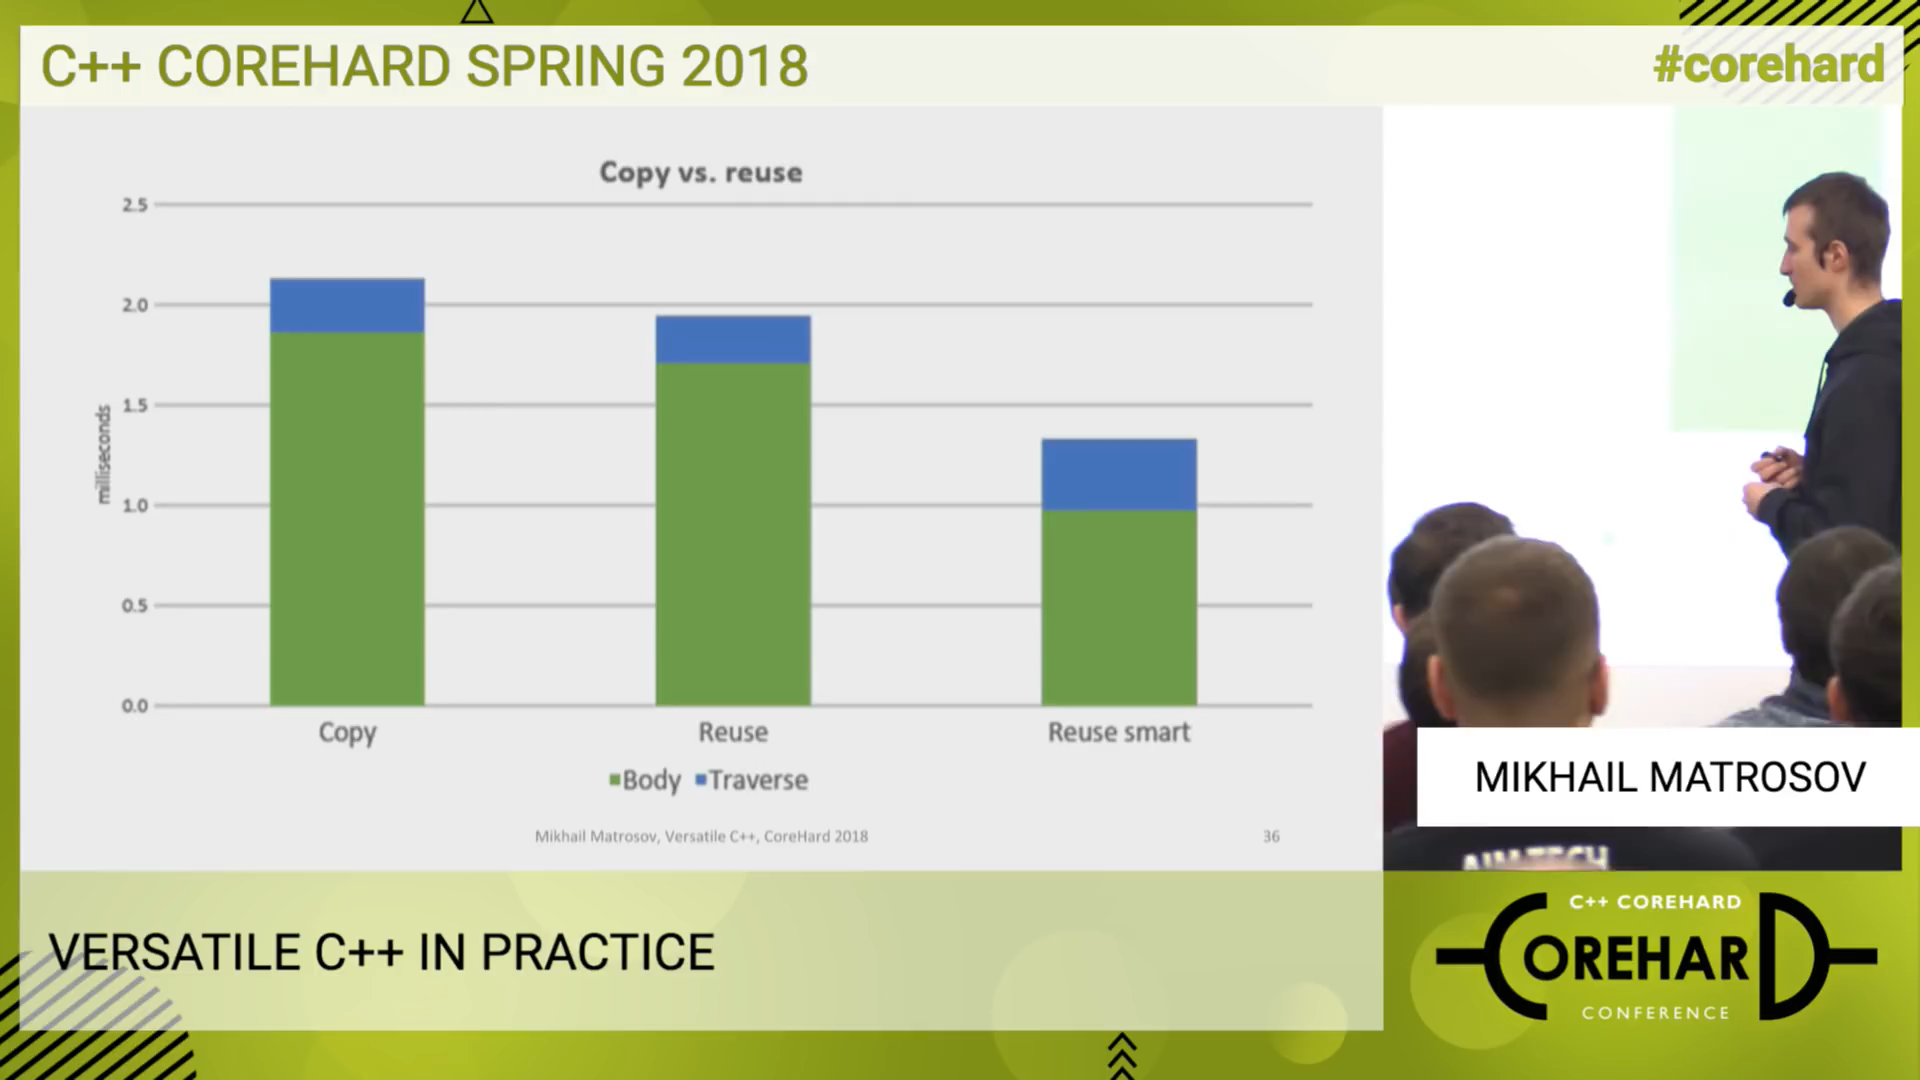 C++ COREHARD SPRING 2018
#corehard
Copy vs. reuse
2.5
2.0
1.5
1.0
0.5
0.0
milliseconds
Copy
Reuse
Reuse smart
Body
Traverse
Mikhail Matrosov, Versatile C++, CoreHard 2018
36
MIKHAIL MATROSOV
VERSATILE C++ IN PRACTICE
C++ COREHARD
COREHARD
CONFERENCE